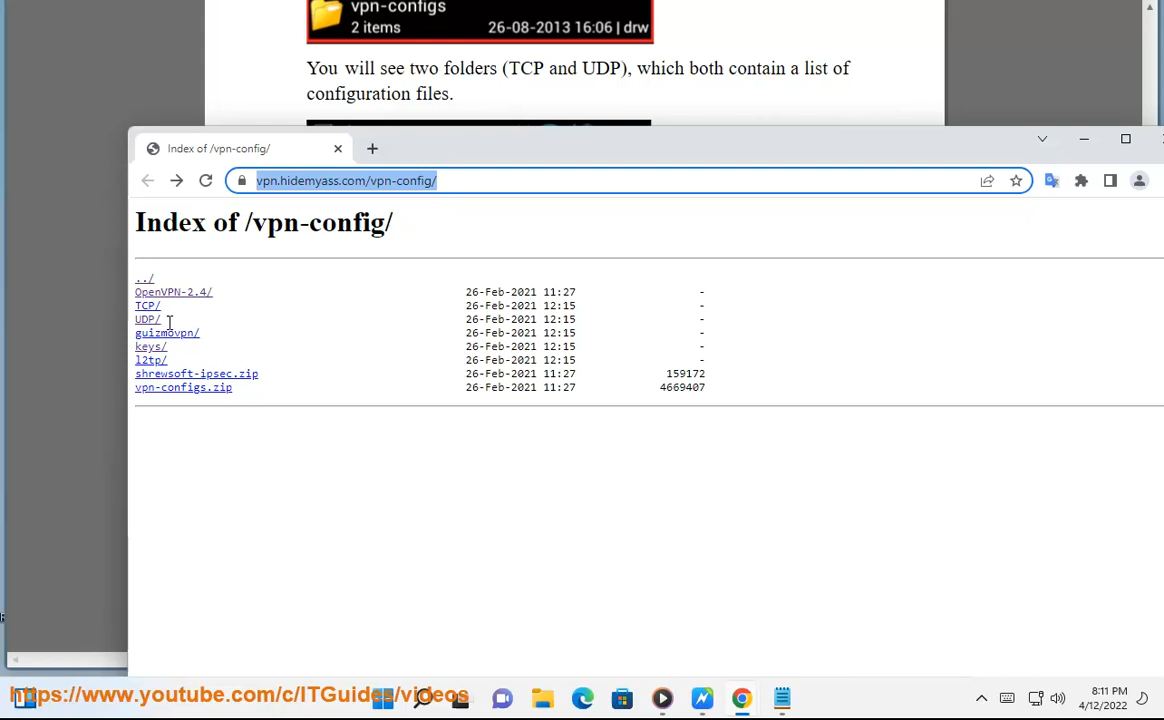 vpn-configs
2 items 26-08-2013 16:06 | drw
You will see two folders (TCP and UDP), which both contain a list of
configuration files.
Index of /vpn-config/
vpn.hidemyass.com/vpn-config/
Index of /vpn-config/
../
OpenVPN-2.4/ 26-Feb-2021 11:27 -
TCP/ 26-Feb-2021 12:15 -
UDP/ 26-Feb-2021 12:15 -
guizmovpn/ 26-Feb-2021 12:15 -
keys/ 26-Feb-2021 12:15 -
l2tp/ 26-Feb-2021 12:15 -
shrewsoft-ipsec.zip 26-Feb-2021 11:27 159172
vpn-configs.zip 26-Feb-2021 11:27 4669407
https://www.youtube.com/c/ITGuides/videos
8:11 PM
4/12/2022